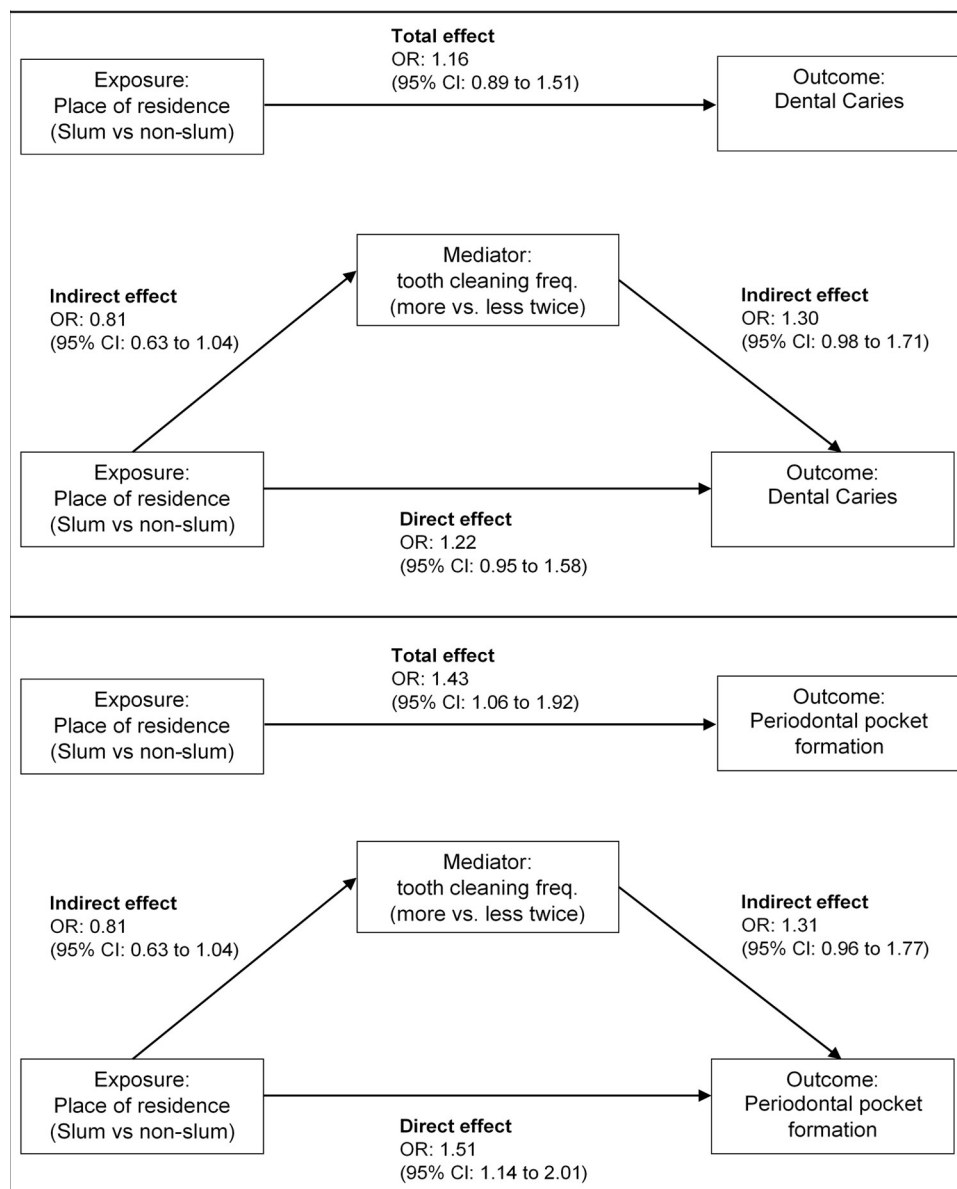 Total effect
OR: 1.16
(95% CI: 0.89 to 1.51)
Exposure:
Place of residence
(Slum vs non-slum)
Outcome:
Dental Caries
Mediator:
tooth cleaning freq.
(more vs. less twice)
Indirect effect
OR: 0.81
(95% CI: 0.63 to 1.04)
Indirect effect
OR: 1.30
(95% CI: 0.98 to 1.71)
Exposure:
Place of residence
(Slum vs non-slum)
Outcome:
Dental Caries
Direct effect
OR: 1.22
(95% CI: 0.95 to 1.58)
Total effect
OR: 1.43
(95% CI: 1.06 to 1.92)
Exposure:
Place of residence
(Slum vs non-slum)
Outcome:
Periodontal pocket
formation
Mediator:
tooth cleaning freq.
(more vs. less twice)
Indirect effect
OR: 0.81
(95% CI: 0.63 to 1.04)
Indirect effect
OR: 1.31
(95% CI: 0.96 to 1.77)
Exposure:
Place of residence
(Slum vs non-slum)
Outcome:
Periodontal pocket
formation
Direct effect
OR: 1.51
(95% CI: 1.14 to 2.01)